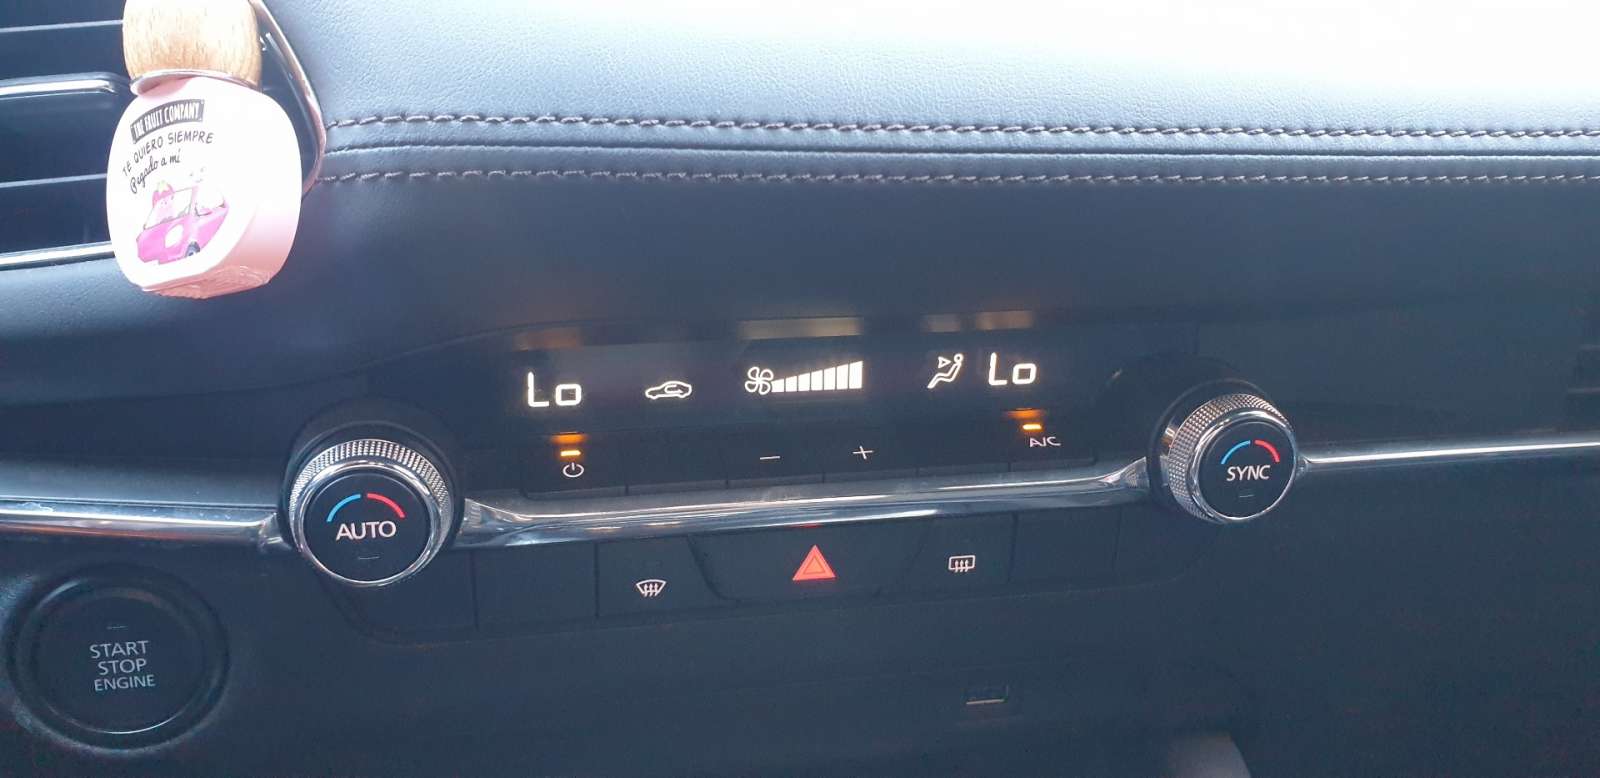 THE FRUIT COMPANY
TE QUIERO SIEMPRE
Pegado a mí
Lo
Lo
A/C
− +
AUTO
SYNC
START
STOP
ENGINE